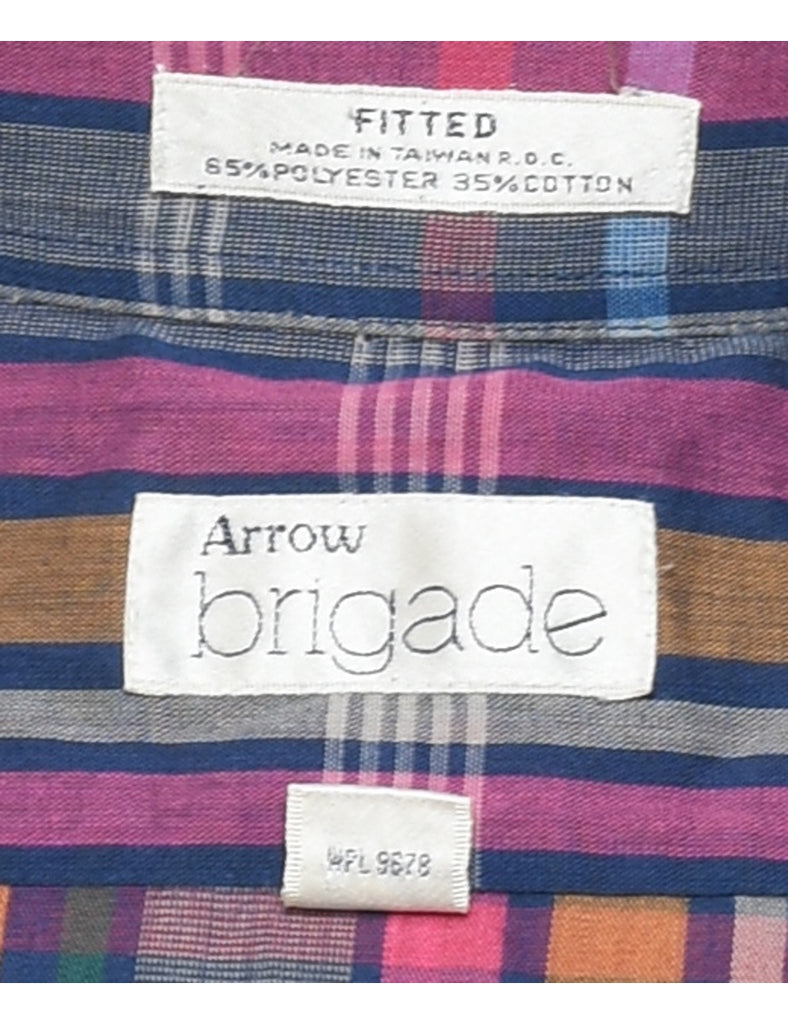 FITTED
MADE IN TAIWAN R.O.C.
65% POLYESTER 35% COTTON
Arrow
brigade
WPL 9678